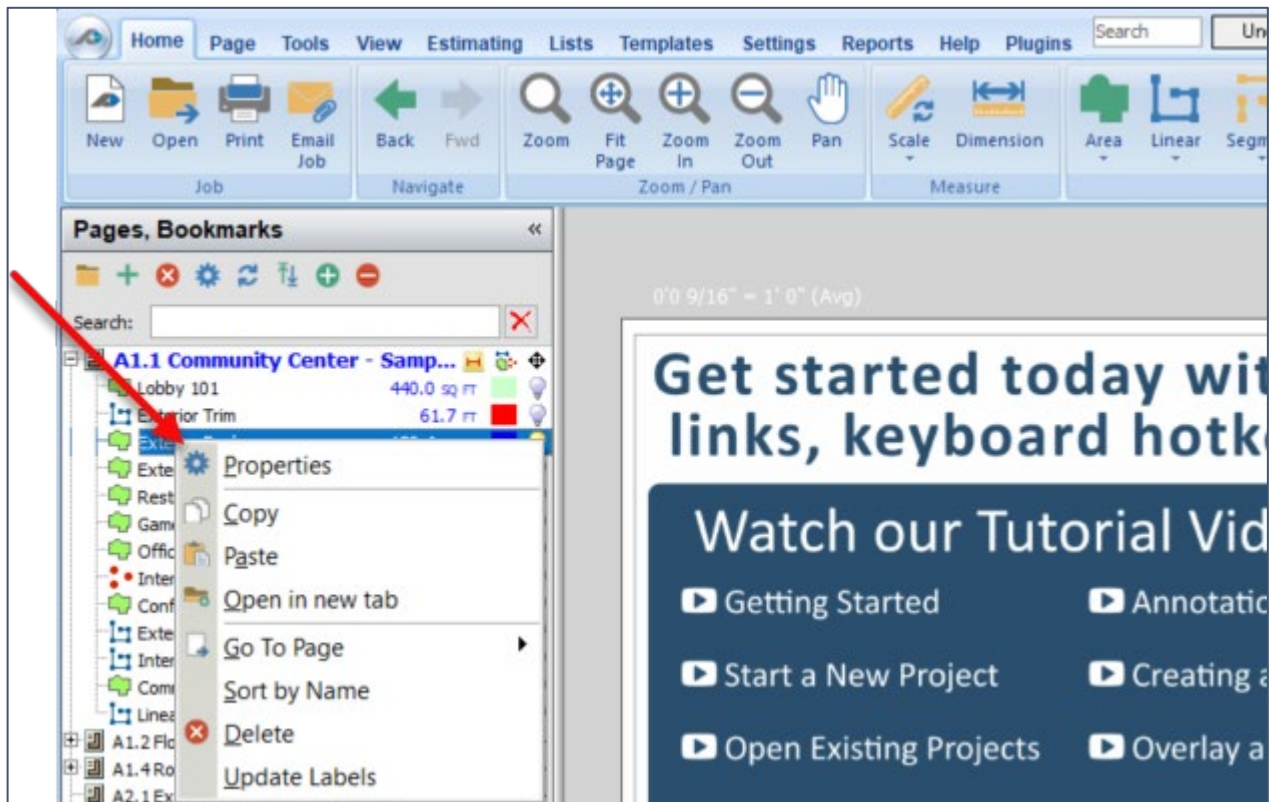 Home Page Tools View Estimating Lists Templates Settings Reports Help Plugins Search
New Open Print Email Job Back Fwd Zoom Fit Page Zoom In Zoom Out Pan Scale Dimension Area Linear
Job Navigate Zoom / Pan Measure
Pages, Bookmarks «
0'0 9/16" = 1' 0" (Avg)
Search:
A1.1 Community Center - Samp...
Lobby 101 440.0 SQ FT
Exterior Trim 61.7 FT
Properties
Copy
Paste
Open in new tab
Go To Page
Sort by Name
Delete
Update Labels
A1.2
A1.4
A2.1
Get started today
links, keyboard
Watch our Tutorial
Getting Started
Start a New Project
Open Existing Projects
Overlay